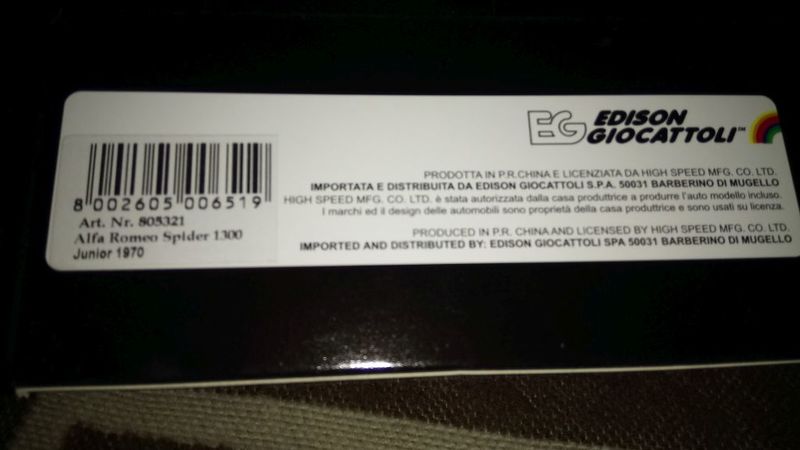 EG EDISON
GIOCATTOLI™
8 002605 006519
Art. Nr. 805321
Alfa Romeo Spider 1300
Junior 1970
PRODOTTA IN P.R.CHINA E LICENZIATA DA HIGH SPEED MFG. CO. LTD.
IMPORTATA E DISTRIBUITA DA EDISON GIOCATTOLI S.P.A. 50031 BARBERINO DI MUGELLO
HIGH SPEED MFG. CO. LTD. è stata autorizzata dalla casa produttrice a produrre l'auto modello incluso.
I marchi ed il design delle automobili sono proprietà della casa produttrice e sono usati su licenza.
PRODUCED IN P.R. CHINA AND LICENSED BY HIGH SPEED MFG. CO. LTD.
IMPORTED AND DISTRIBUTED BY: EDISON GIOCATTOLI SPA 50031 BARBERINO DI MUGELLO